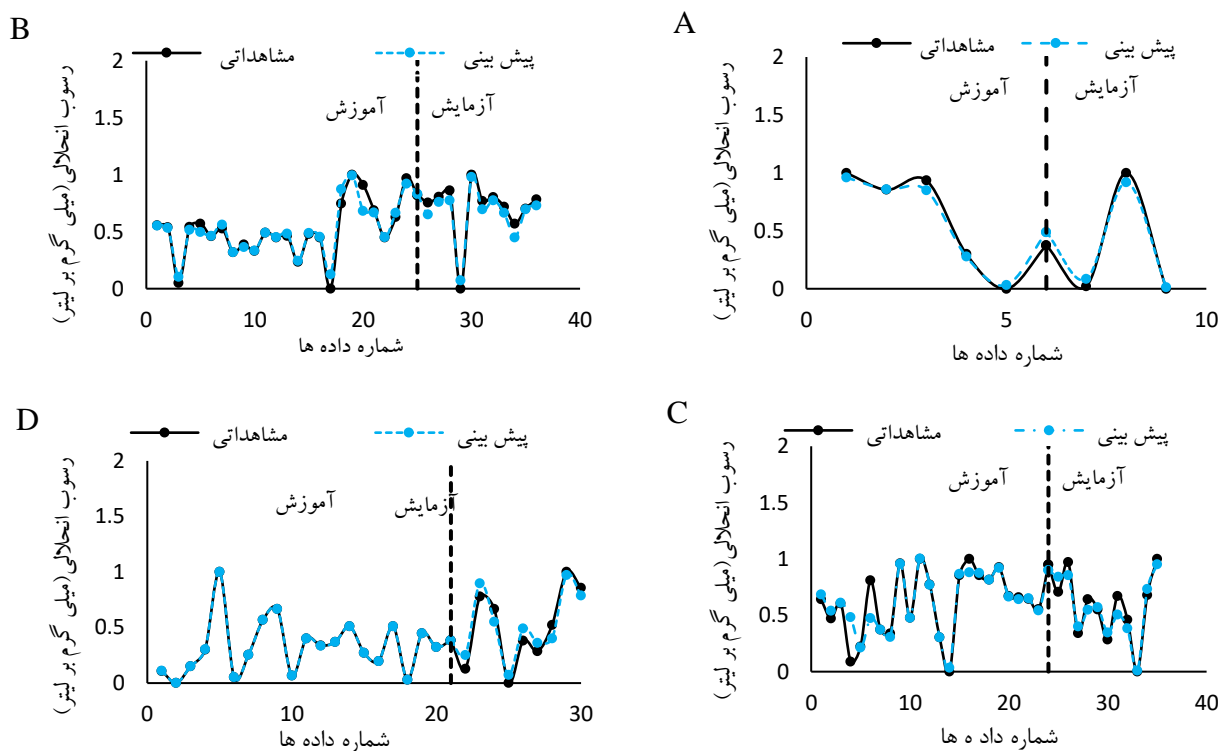 B
مشاهداتی
پیش بینی
رسوب انحلالی(میلی گرم بر لیتر)
2
1.5
1
0.5
0
آموزش
آزمایش
0 10 20 30 40
شماره داده ها
A
مشاهداتی
پیش بینی
رسوب انحلالی(میلی گرم بر لیتر)
2
1.5
1
0.5
0
آموزش
آزمایش
0 5 10
شماره داده ها
D
مشاهداتی
پیش بینی
رسوب انحلالی(میلی گرم بر لیتر)
2
1.5
1
0.5
0
آموزش
آزمایش
0 10 20 30
شماره داده ها
C
مشاهداتی
پیش بینی
رسوب انحلالی(میلی گرم بر لیتر)
2
1.5
1
0.5
0
آموزش
آزمایش
0 10 20 30 40
شماره داد ه ها